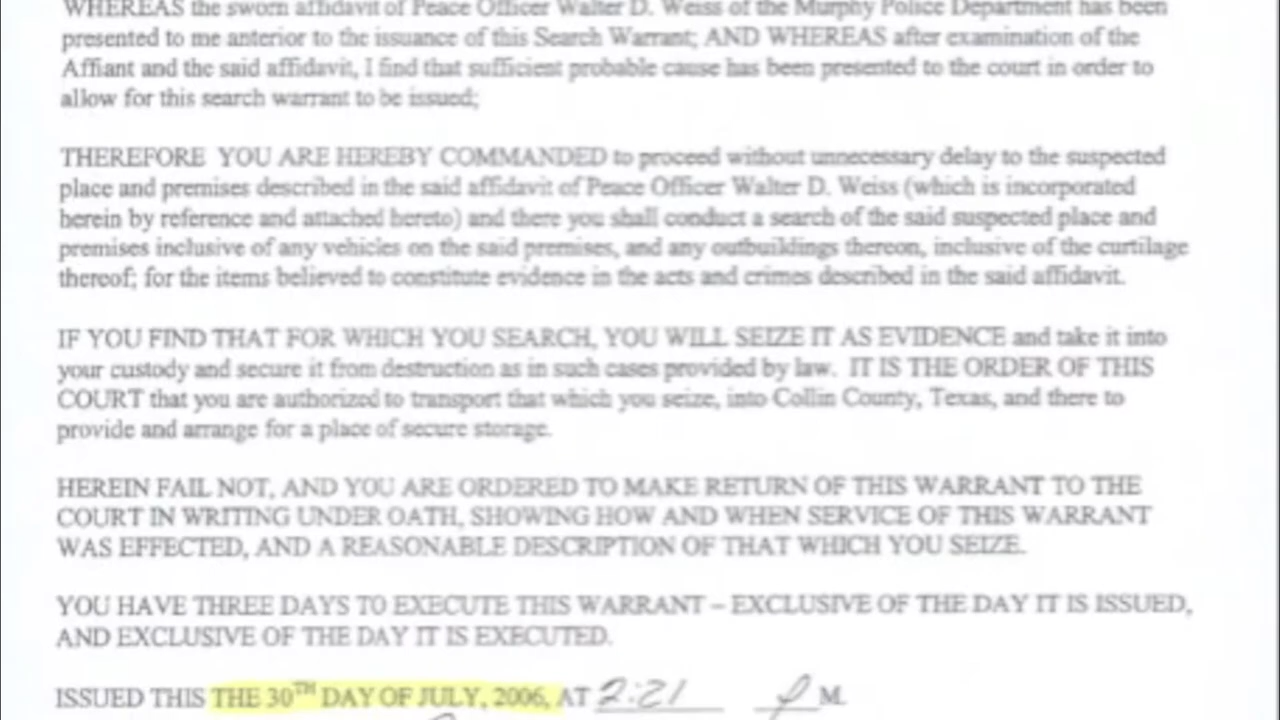 WHEREAS the sworn affidavit of Peace Officer Walter D. Weiss of the Murphy Police Department has been
presented to me anterior to the issuance of this Search Warrant; AND WHEREAS after examination of the
Affiant and the said affidavit, I find that sufficient probable cause has been presented to the court in order to
allow for this search warrant to be issued;
THEREFORE YOU ARE HEREBY COMMANDED to proceed without unnecessary delay to the suspected
place and premises described in the said affidavit of Peace Officer Walter D. Weiss (which is incorporated
herein by reference and attached hereto) and there you shall conduct a search of the said suspected place and
premises inclusive of any vehicles on the said premises, and any outbuildings thereon, inclusive of the curtilage
thereof; for the items believed to constitute evidence in the acts and crimes described in the said affidavit.
IF YOU FIND THAT FOR WHICH YOU SEARCH, YOU WILL SEIZE IT AS EVIDENCE and take it into
your custody and secure it from destruction as in such cases provided by law. IT IS THE ORDER OF THIS
COURT that you are authorized to transport that which you seize, into Collin County, Texas, and there to
provide and arrange for a place of secure storage.
HEREIN FAIL NOT, AND YOU ARE ORDERED TO MAKE RETURN OF THIS WARRANT TO THE
COURT IN WRITING UNDER OATH, SHOWING HOW AND WHEN SERVICE OF THIS WARRANT
WAS EFFECTED, AND A REASONABLE DESCRIPTION OF THAT WHICH YOU SEIZE.
YOU HAVE THREE DAYS TO EXECUTE THIS WARRANT – EXCLUSIVE OF THE DAY IT IS ISSUED,
AND EXCLUSIVE OF THE DAY IT IS EXECUTED.
ISSUED THIS THE 30TH DAY OF JULY, 2006, AT 2:21 P M.